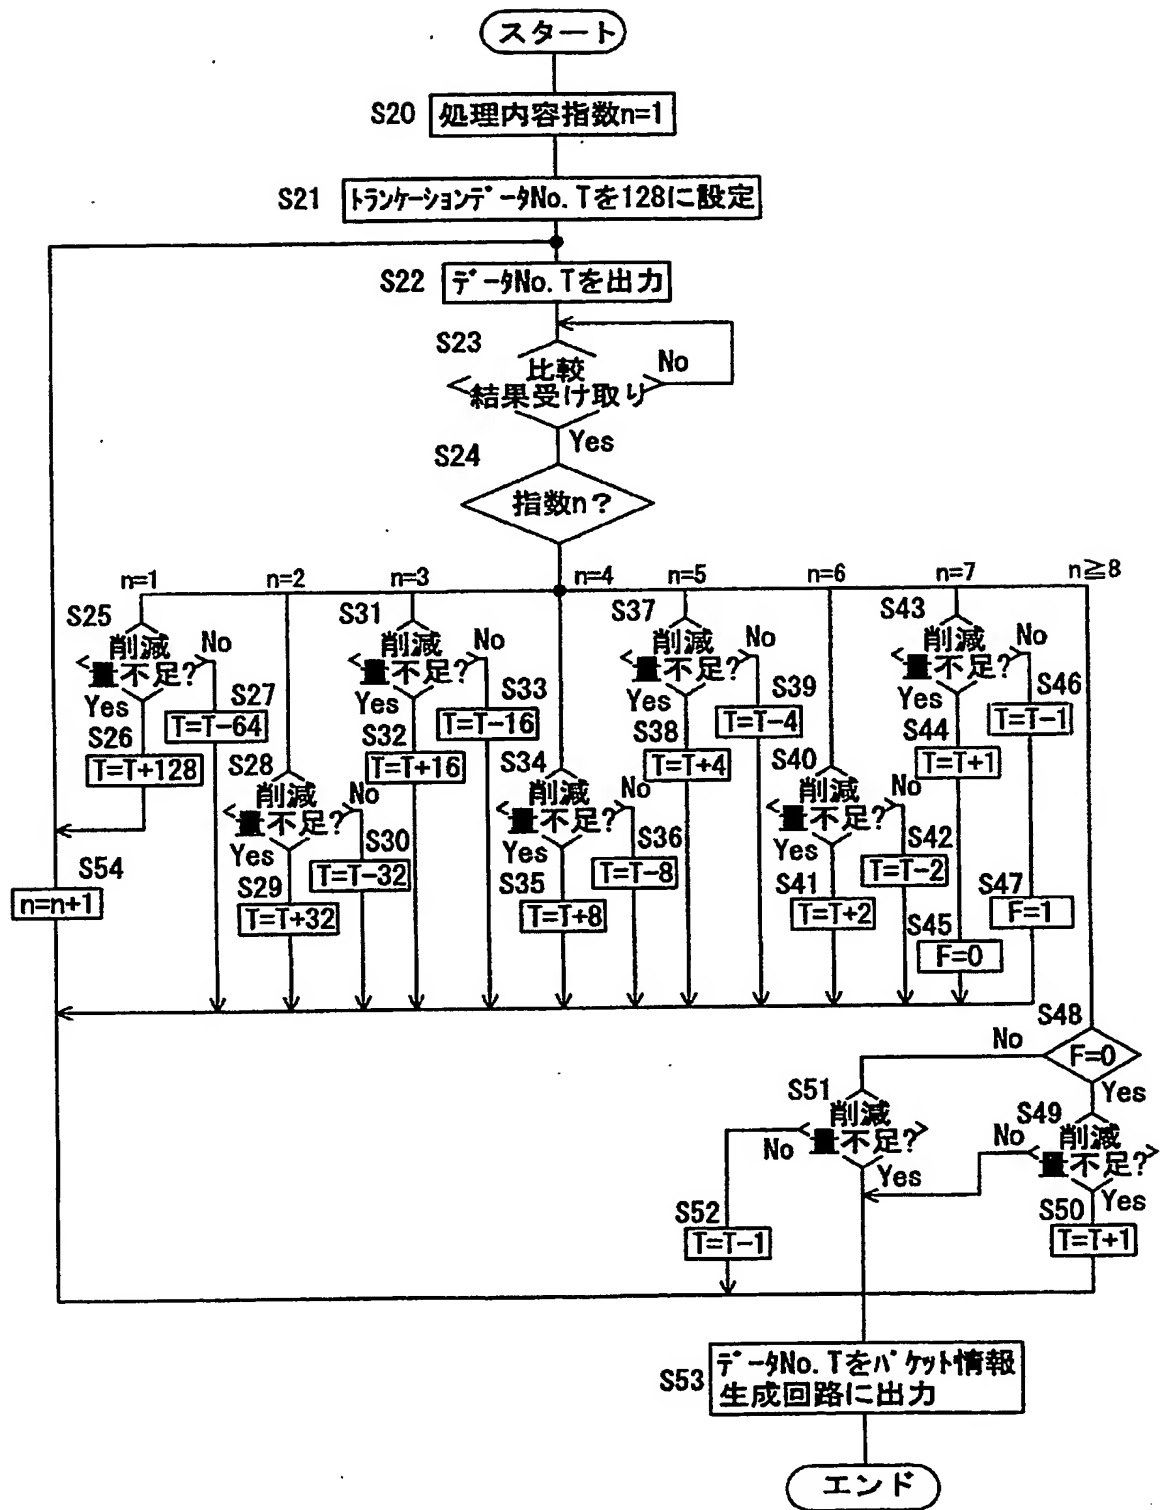 スタート
S20
処理内容指数n=1
S21
トランケーションデータNo.Tを128に設定
S22
データNo.Tを出力
S23
比較
結果受け取り
No
Yes
S24
指数n?
n=1
n=2
n=3
n=4
n=5
n=6
n=7
n≧8
S25
削減
量不足?
No
Yes
S27
T=T-64
S26
T=T+128
S28
削減
量不足?
No
Yes
S30
T=T-32
S29
T=T+32
S31
削減
量不足?
No
Yes
S33
T=T-16
S32
T=T+16
S34
削減
量不足?
No
Yes
S36
T=T-8
S35
T=T+8
S37
削減
量不足?
No
Yes
S39
T=T-4
S38
T=T+4
S40
削減
量不足?
No
Yes
S42
T=T-2
S41
T=T+2
S43
削減
量不足?
No
Yes
S46
T=T-1
S44
T=T+1
S47
F=1
S45
F=0
S54
n=n+1
S48
F=0
No
Yes
S51
削減
量不足?
No
Yes
S49
削減
量不足?
No
Yes
S52
T=T-1
S50
T=T+1
S53
データNo.Tをパケット情報
生成回路に出力
エンド